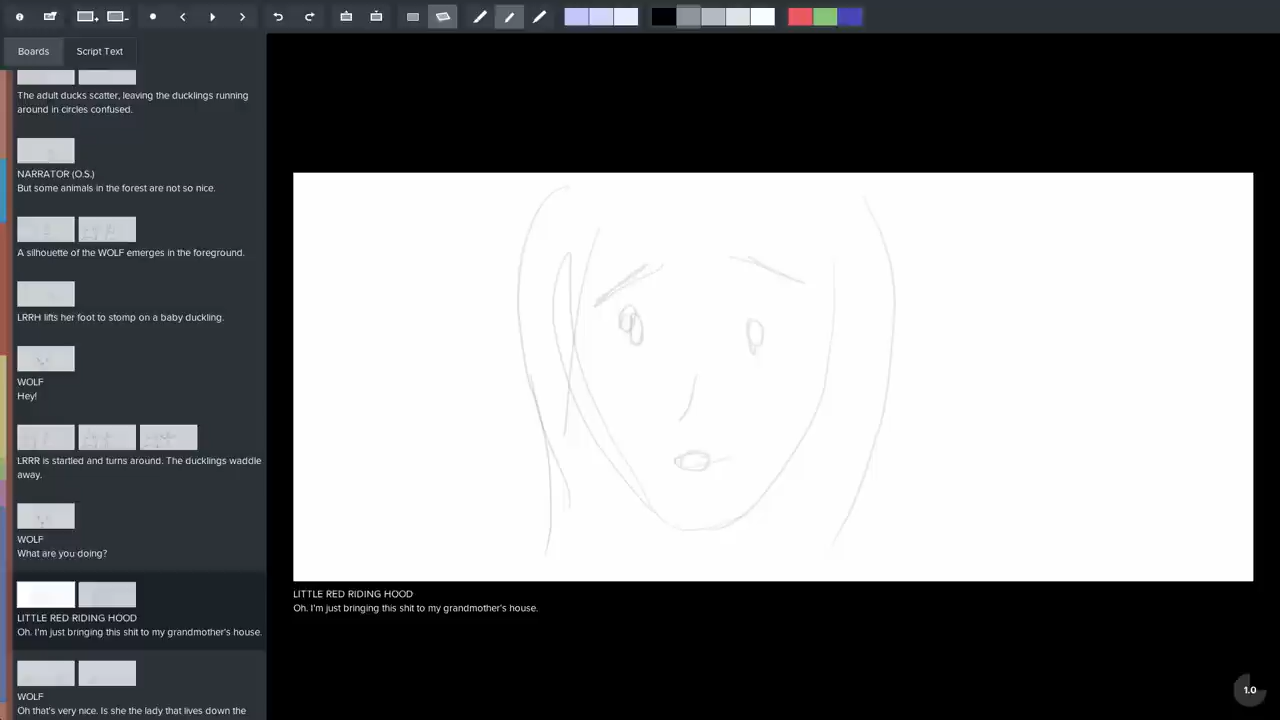 Boards
Script Text
The adult ducks scatter, leaving the ducklings running
around in circles confused.
NARRATOR (O.S.)
But some animals in the forest are not so nice.
A silhouette of the WOLF emerges in the foreground.
LRRH lifts her foot to stomp on a baby duckling.
WOLF
Hey!
LRRR is startled and turns around. The ducklings waddle
away.
WOLF
What are you doing?
LITTLE RED RIDING HOOD
Oh. I'm just bringing this shit to my grandmother's house.
WOLF
Oh that's very nice. Is she the lady that lives down the
LITTLE RED RIDING HOOD
Oh. I'm just bringing this shit to my grandmother's house.
1.0